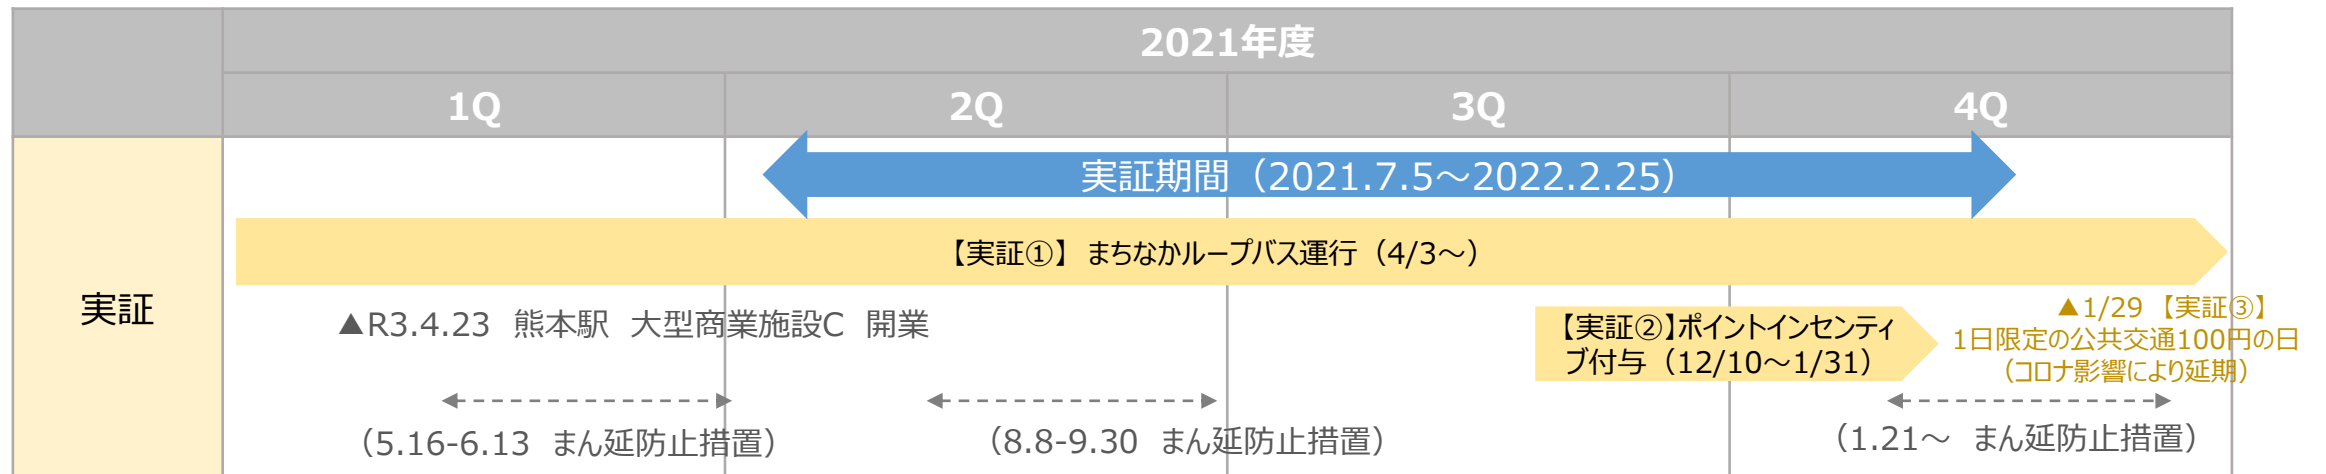 2021年度
1Q
2Q
3Q
4Q
実証
実証期間（2021.7.5～2022.2.25）
【実証①】 まちなかループバス運行（4/3～）
▲R3.4.23 熊本駅 大型商業施設C 開業
【実証②】ポイントインセンティ
ブ付与（12/10～1/31）
▲1/29 【実証③】
1日限定の公共交通100円の日
（コロナ影響により延期）
（5.16-6.13 まん延防止措置）
（8.8-9.30 まん延防止措置）
（1.21～ まん延防止措置）